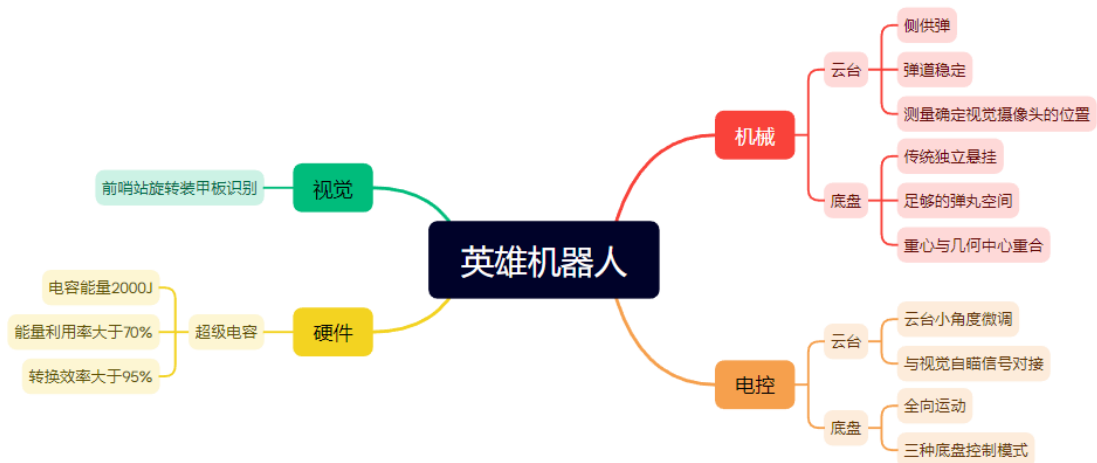 英雄机器人
机械
云台
侧供弹
弹道稳定
测量确定视觉摄像头的位置
底盘
传统独立悬挂
足够的弹丸空间
重心与几何中心重合
电控
云台
云台小角度微调
与视觉自瞄信号对接
底盘
全向运动
三种底盘控制模式
视觉
前哨站旋转装甲板识别
硬件
超级电容
电容能量2000J
能量利用率大于70%
转换效率大于95%